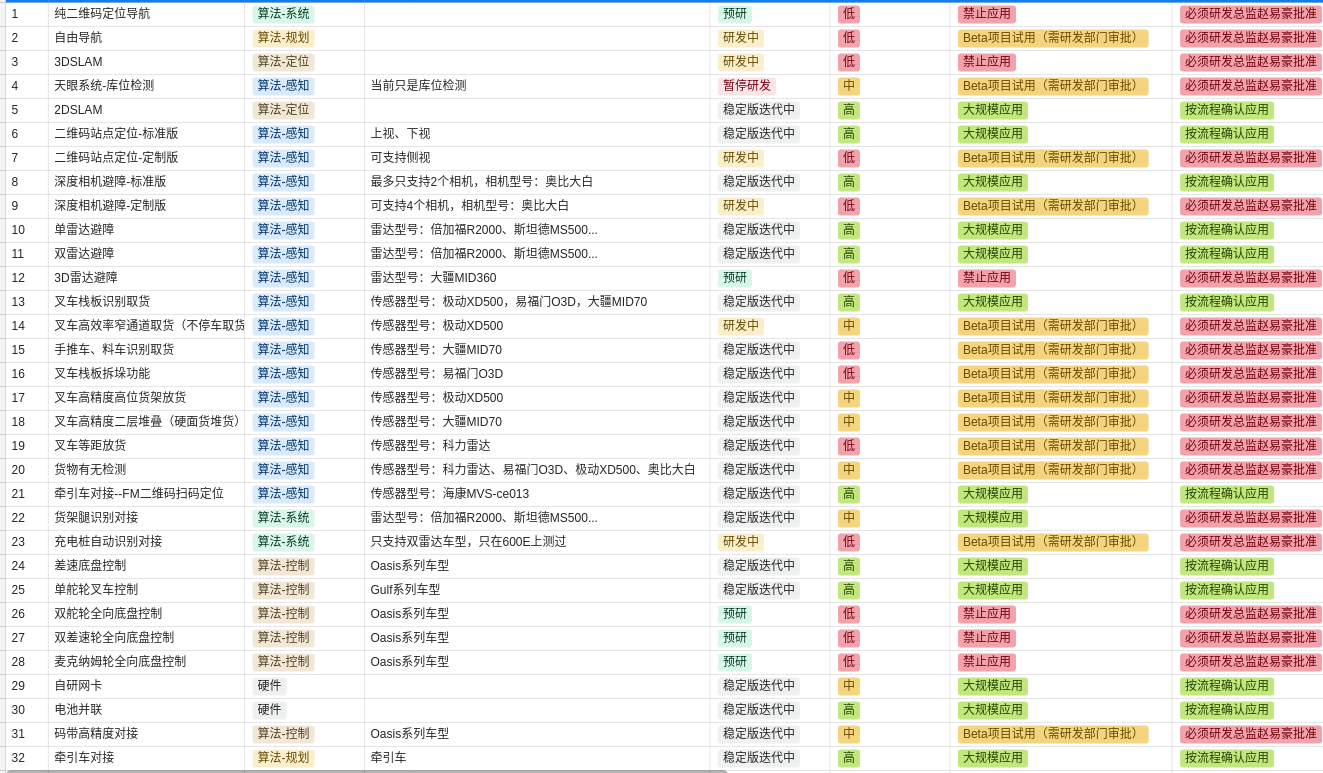 1 纯二维码定位导航 算法-系统 预研 低 禁止应用 必须研发总监赵易豪批准
2 自由导航 算法-规划 研发中 低 Beta项目试用（需研发部门审批） 必须研发总监赵易豪批准
3 3DSLAM 算法-定位 研发中 低 禁止应用 必须研发总监赵易豪批准
4 天眼系统-库位检测 算法-感知 当前只是库位检测 暂停研发 中 Beta项目试用（需研发部门审批） 必须研发总监赵易豪批准
5 2DSLAM 算法-定位 稳定版迭代中 高 大规模应用 按流程确认应用
6 二维码站点定位-标准版 算法-感知 上视、下视 稳定版迭代中 高 大规模应用 按流程确认应用
7 二维码站点定位-定制版 算法-感知 可支持侧视 研发中 低 Beta项目试用（需研发部门审批） 必须研发总监赵易豪批准
8 深度相机避障-标准版 算法-感知 最多只支持2个相机，相机型号：奥比大白 稳定版迭代中 高 大规模应用 按流程确认应用
9 深度相机避障-定制版 算法-感知 可支持4个相机，相机型号：奥比大白 研发中 低 Beta项目试用（需研发部门审批） 必须研发总监赵易豪批准
10 单雷达避障 算法-感知 雷达型号：倍加福R2000、斯坦德MS500... 稳定版迭代中 高 大规模应用 按流程确认应用
11 双雷达避障 算法-感知 雷达型号：倍加福R2000、斯坦德MS500... 稳定版迭代中 高 大规模应用 按流程确认应用
12 3D雷达避障 算法-感知 雷达型号：大疆MID360 预研 低 禁止应用 必须研发总监赵易豪批准
13 叉车栈板识别取货 算法-感知 传感器型号：极动XD500，易福门O3D，大疆MID70 稳定版迭代中 高 大规模应用 按流程确认应用
14 叉车高效率窄通道取货（不停车取货 算法-感知 传感器型号：极动XD500 研发中 中 Beta项目试用（需研发部门审批） 必须研发总监赵易豪批准
15 手推车、料车识别取货 算法-感知 传感器型号：大疆MID70 稳定版迭代中 低 Beta项目试用（需研发部门审批） 必须研发总监赵易豪批准
16 叉车栈板拆垛功能 算法-感知 传感器型号：易福门O3D 稳定版迭代中 低 Beta项目试用（需研发部门审批） 必须研发总监赵易豪批准
17 叉车高精度高位货架放货 算法-感知 传感器型号：极动XD500 稳定版迭代中 中 Beta项目试用（需研发部门审批） 必须研发总监赵易豪批准
18 叉车高精度二层堆叠（硬面货堆货） 算法-感知 传感器型号：大疆MID70 稳定版迭代中 中 Beta项目试用（需研发部门审批） 必须研发总监赵易豪批准
19 叉车等距放货 算法-感知 传感器型号：科力雷达 稳定版迭代中 低 Beta项目试用（需研发部门审批） 必须研发总监赵易豪批准
20 货物有无检测 算法-感知 传感器型号：科力雷达、易福门O3D、极动XD500、奥比大白 稳定版迭代中 中 Beta项目试用（需研发部门审批） 必须研发总监赵易豪批准
21 牵引车对接--FM二维码扫码定位 算法-感知 传感器型号：海康MVS-ce013 稳定版迭代中 高 大规模应用 按流程确认应用
22 货架腿识别对接 算法-系统 雷达型号：倍加福R2000、斯坦德MS500... 稳定版迭代中 中 大规模应用 必须研发总监赵易豪批准
23 充电桩自动识别对接 算法-系统 只支持双雷达车型，只在600E上测过 研发中 低 Beta项目试用（需研发部门审批） 必须研发总监赵易豪批准
24 差速底盘控制 算法-控制 Oasis系列车型 稳定版迭代中 高 大规模应用 按流程确认应用
25 单舵轮叉车控制 算法-控制 Gulf系列车型 稳定版迭代中 高 大规模应用 按流程确认应用
26 双舵轮全向底盘控制 算法-控制 Oasis系列车型 预研 低 禁止应用 必须研发总监赵易豪批准
27 双差速轮全向底盘控制 算法-控制 Oasis系列车型 预研 低 禁止应用 必须研发总监赵易豪批准
28 麦克纳姆轮全向底盘控制 算法-控制 Oasis系列车型 预研 低 禁止应用 必须研发总监赵易豪批准
29 自研网卡 硬件 稳定版迭代中 中 大规模应用 按流程确认应用
30 电池并联 硬件 稳定版迭代中 高 大规模应用 按流程确认应用
31 码带高精度对接 算法-控制 Oasis系列车型 稳定版迭代中 中 Beta项目试用（需研发部门审批） 必须研发总监赵易豪批准
32 牵引车对接 算法-规划 牵引车 稳定版迭代中 高 大规模应用 按流程确认应用